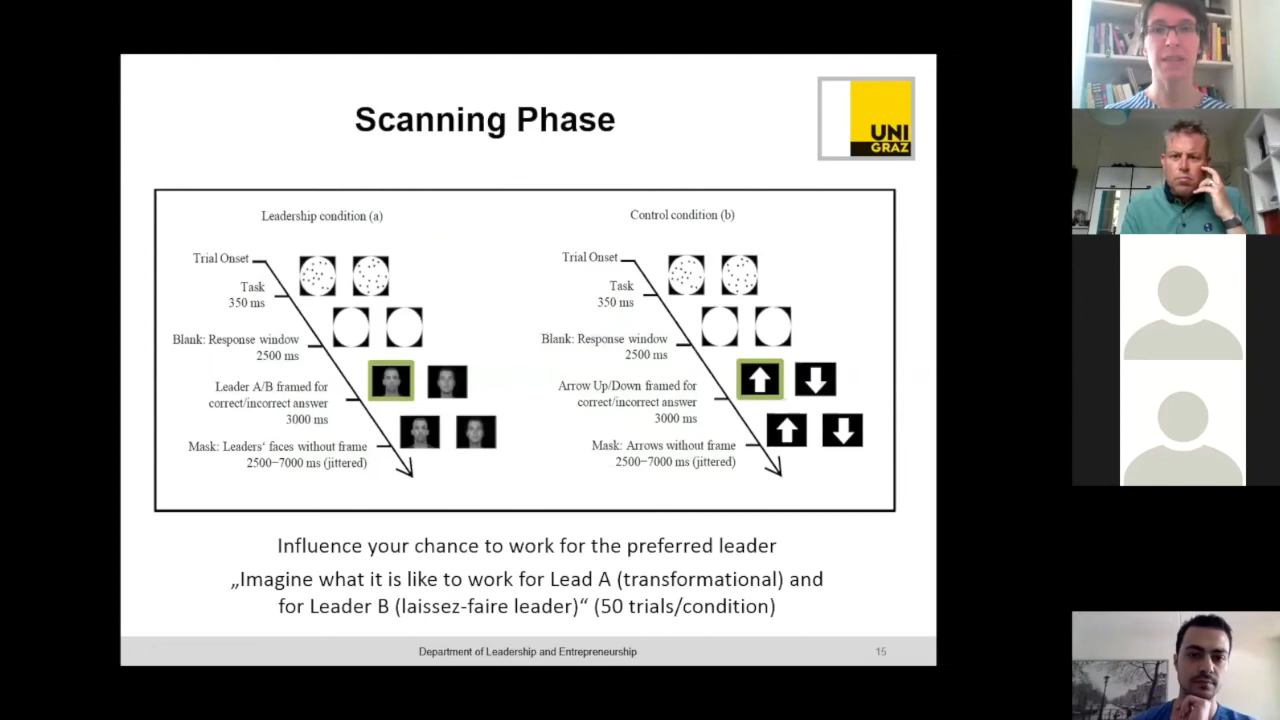 Scanning Phase
UNI
GRAZ
Leadership condition (a)
Trial Onset
Task
350 ms
Blank: Response window
2500 ms
Leader A/B framed for
correct/incorrect answer
3000 ms
Mask: Leaders‘ faces without frame
2500−7000 ms (jittered)
Control condition (b)
Trial Onset
Task
350 ms
Blank: Response window
2500 ms
Arrow Up/Down framed for
correct/incorrect answer
3000 ms
Mask: Arrows without frame
2500−7000 ms (jittered)
Influence your chance to work for the preferred leader
„Imagine what it is like to work for Lead A (transformational) and
for Leader B (laissez-faire leader)“ (50 trials/condition)
Department of Leadership and Entrepreneurship
15